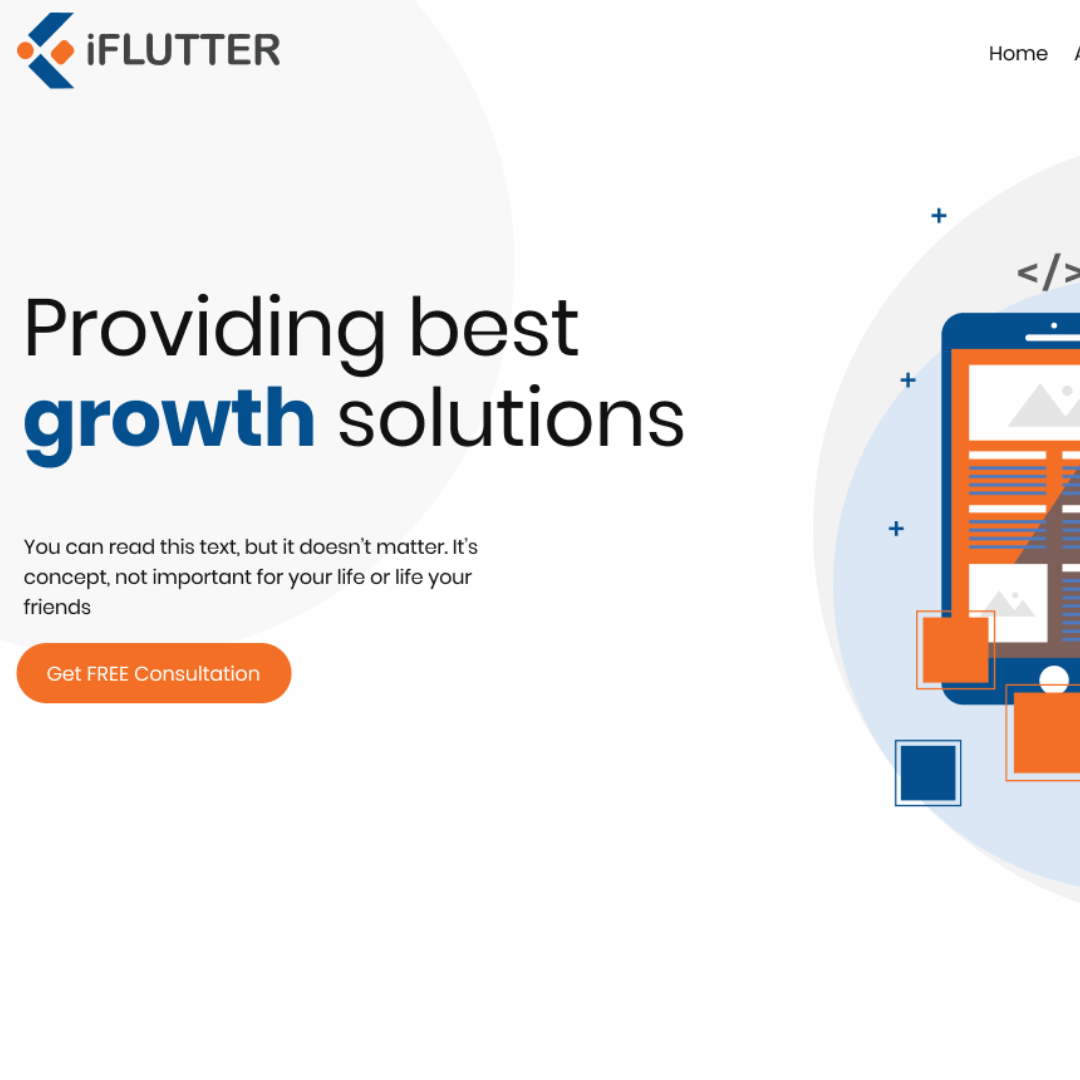 iFLUTTER
Home
Providing best
growth solutions
You can read this text, but it doesn't matter. It's
concept, not important for your life or life your
friends
Get FREE Consultation